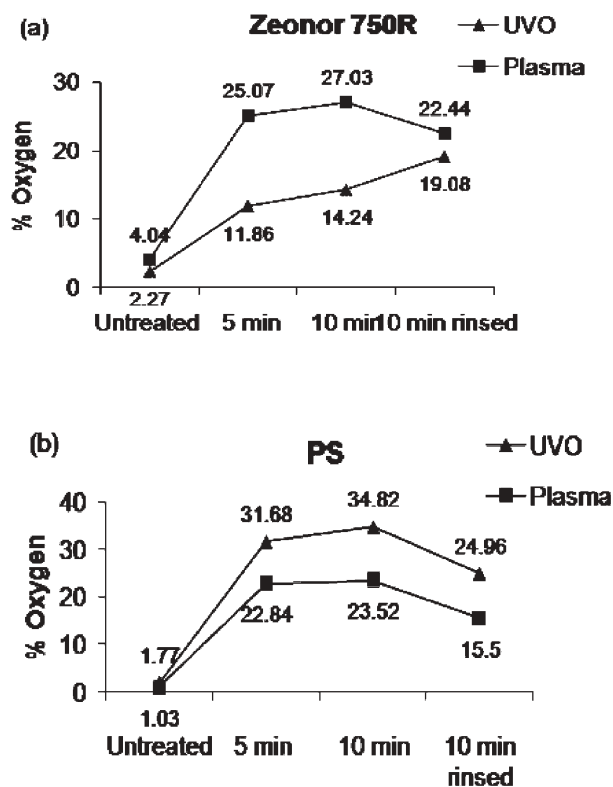 (a)
Zeonor 750R
UVO
Plasma
% Oxygen
30
20
10
0
4.04
25.07
27.03
22.44
2.27
11.86
14.24
19.08
Untreated 5 min 10 min 10 min rinsed
(b)
PS
UVO
Plasma
% Oxygen
40
30
20
10
0
1.77
31.68
34.82
24.96
1.03
22.84
23.52
15.5
Untreated 5 min 10 min 10 min
rinsed